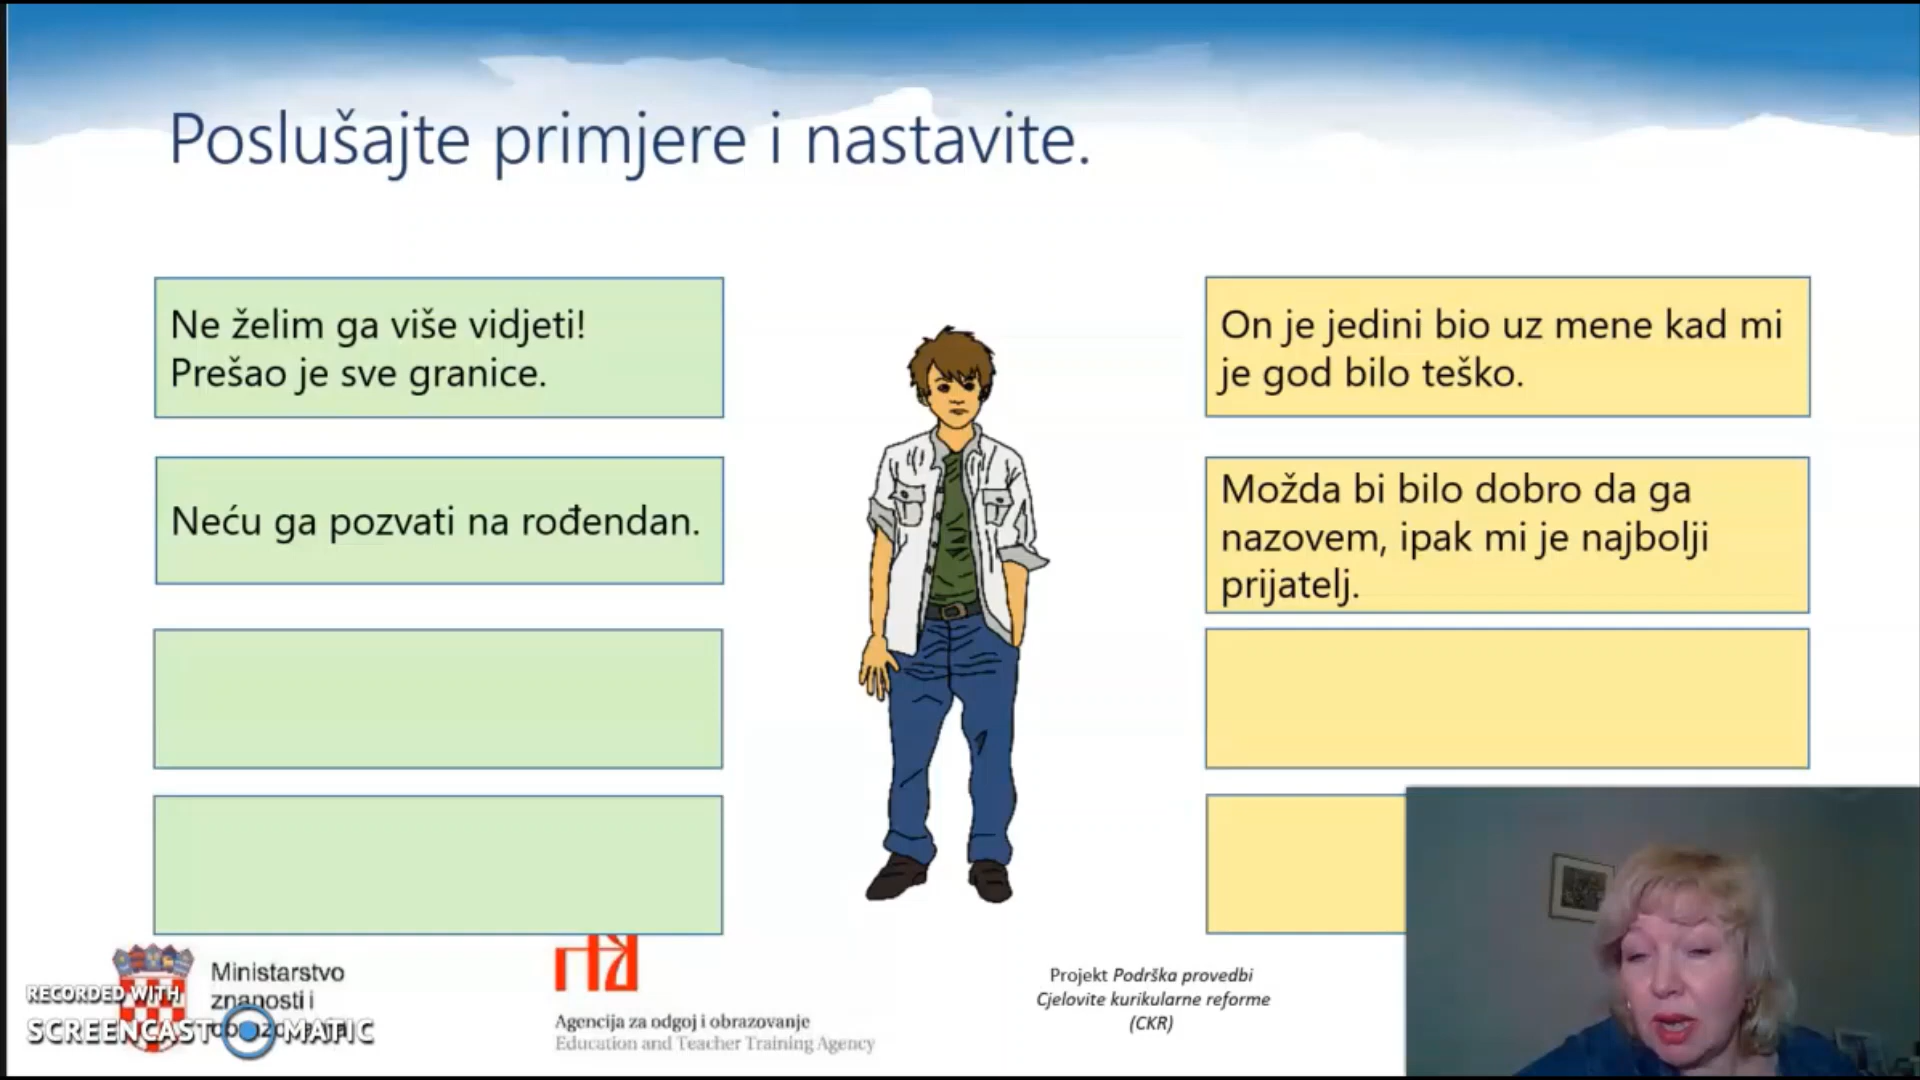 Poslušajte primjere i nastavite.
Ne želim ga više vidjeti!
Prešao je sve granice.
On je jedini bio uz mene kad mi
je god bilo teško.
Neću ga pozvati na rođendan.
Možda bi bilo dobro da ga
nazovem, ipak mi je najbolji
prijatelj.
Ministarstvo
znanosti i
RECORDED WITH
SCREENCAST-O-MATIC
Agencija za odgoj i obrazovanje
Education and Teacher Training Agency
Projekt Podrška provedbi
Cjelovite kurikularne reforme
(CKR)